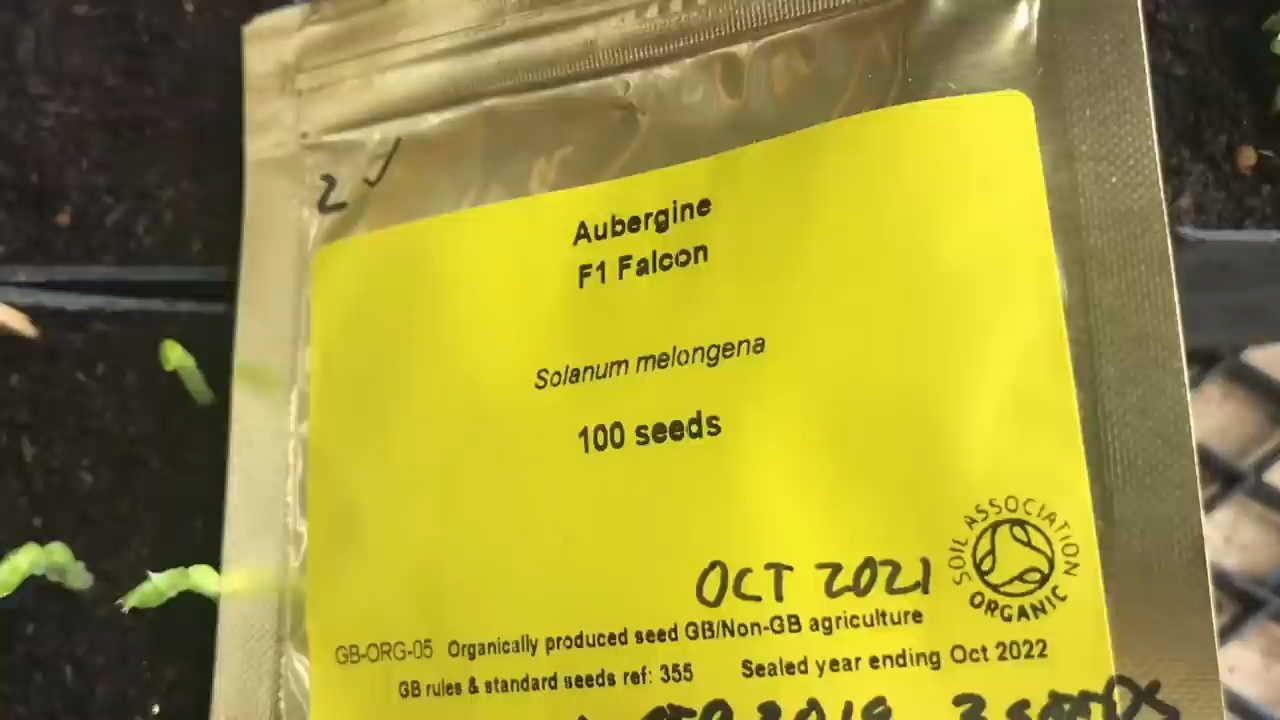 2 ✓
Aubergine
F1 Falcon
Solanum melongena
100 seeds
OCT 2021
SOIL ASSOCIATION
ORGANIC
GB-ORG-05 Organically produced seed GB/Non-GB agriculture
GB rules & standard seeds ref: 355 Sealed year ending Oct 2022